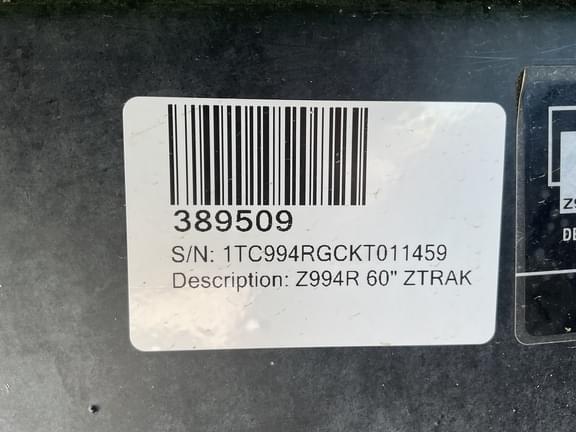 389509
S/N: 1TC994RGCKT011459
Description: Z994R 60" ZTRAK